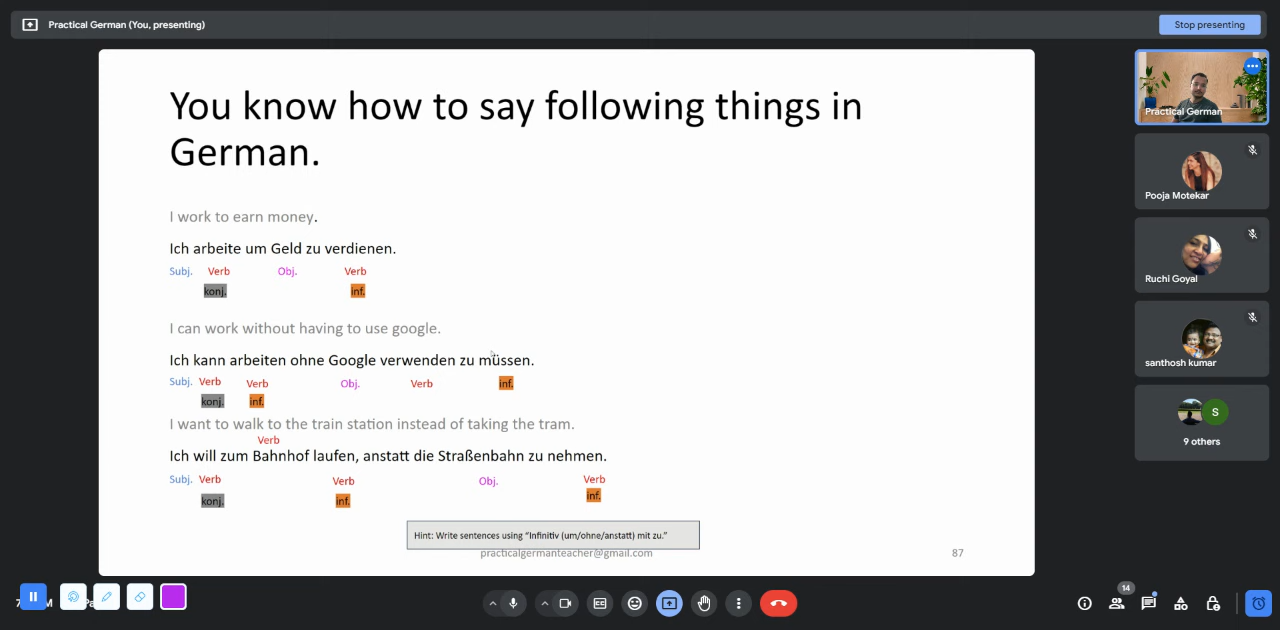 Practical German (You, presenting)
Stop presenting
You know how to say following things in
German.
I work to earn money.
Ich arbeite um Geld zu verdienen.
Subj. Verb Obj. Verb
konj. inf.
I can work without having to use google.
Ich kann arbeiten ohne Google verwenden zu müssen.
Subj. Verb Verb Obj. Verb inf.
konj. inf.
I want to walk to the train station instead of taking the tram.
Verb
Ich will zum Bahnhof laufen, anstatt die Straßenbahn zu nehmen.
Subj. Verb Verb Obj. Verb
konj. inf. inf.
Hint: Write sentences using "Infinitiv (um/ohne/anstatt) mit zu."
practicalgermanteacher@gmail.com
87
Practical German
Pooja Motekar
Ruchi Goyal
santhosh kumar
S
9 others
14